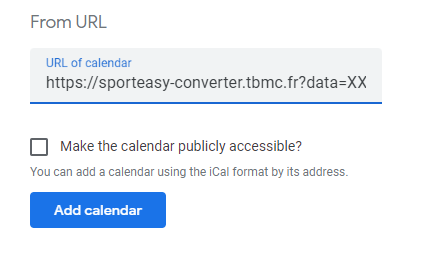 From URL
URL of calendar
https://sporteasy-converter.tbmc.fr?data=XX
Make the calendar publicly accessible?
You can add a calendar using the iCal format by its address.
Add calendar